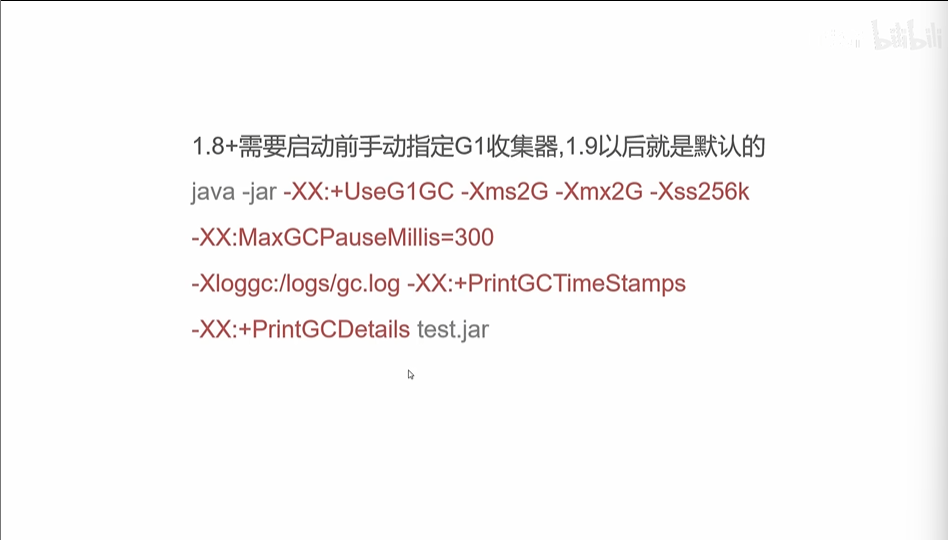 bilibili
1.8+需要启动前手动指定G1收集器,1.9以后就是默认的
java -jar -XX:+UseG1GC -Xms2G -Xmx2G -Xss256k
-XX:MaxGCPauseMillis=300
-Xloggc:/logs/gc.log -XX:+PrintGCTimeStamps
-XX:+PrintGCDetails test.jar